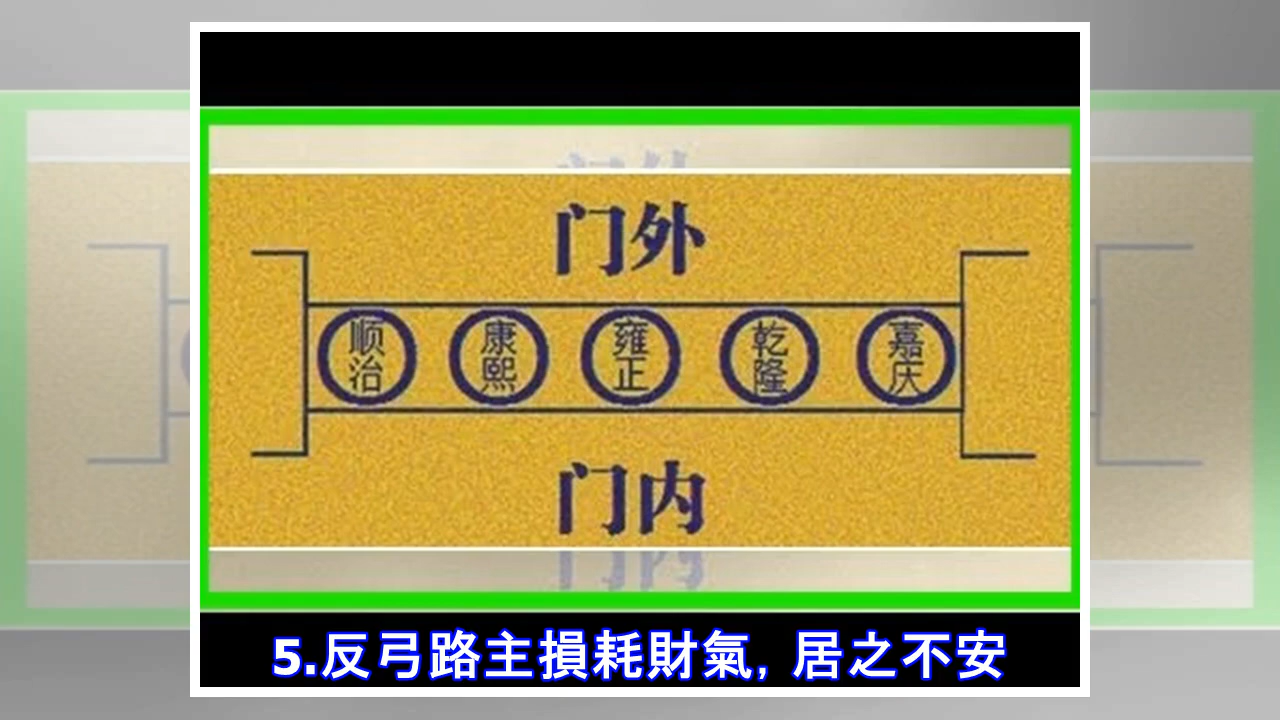 门外
顺治 康熙 雍正 乾隆 嘉庆
门内
5.反弓路主損耗財氣, 居之不安